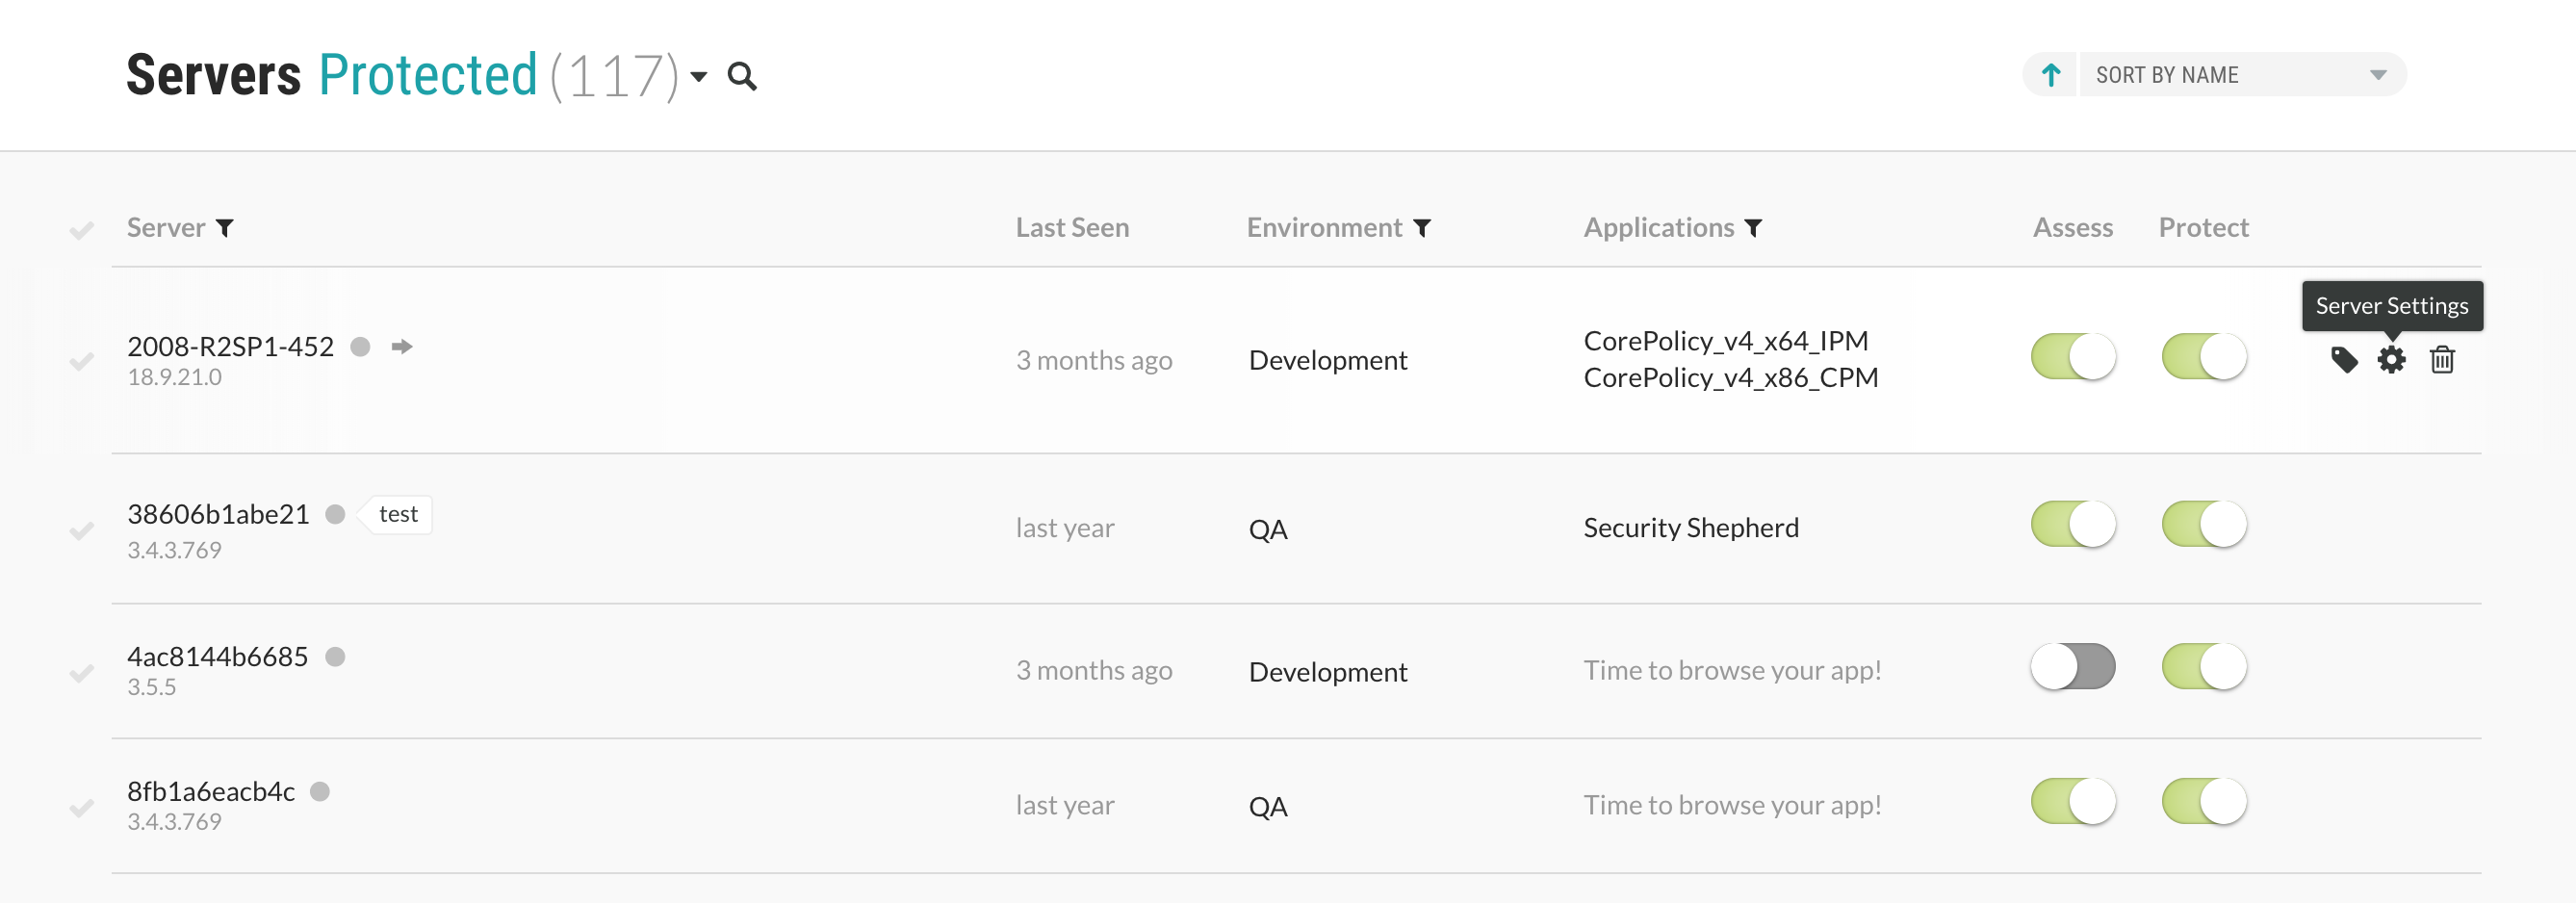 Servers Protected (117)
SORT BY NAME
Server Last Seen Environment Applications Assess Protect
Server Settings
2008-R2SP1-452
18.9.21.0
3 months ago
Development
CorePolicy_v4_x64_IPM
CorePolicy_v4_x86_CPM
38606b1abe21
test
3.4.3.769
last year
QA
Security Shepherd
4ac8144b6685
3.5.5
3 months ago
Development
Time to browse your app!
8fb1a6eacb4c
3.4.3.769
last year
QA
Time to browse your app!